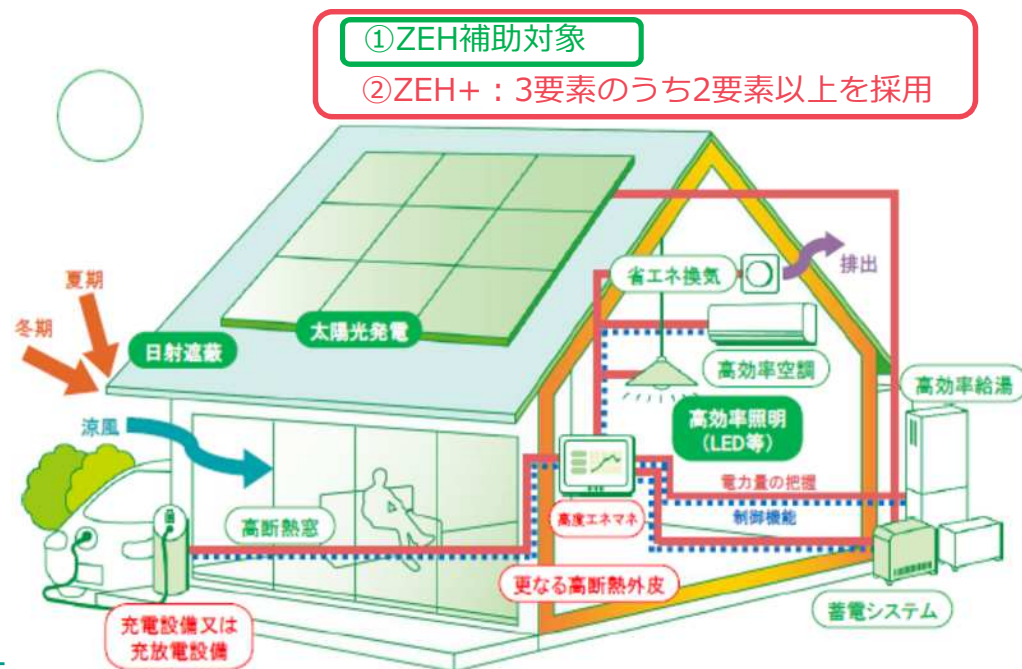 ①ZEH補助対象
②ZEH+：3要素のうち2要素以上を採用
夏期
冬期
日射遮蔽
太陽光発電
省エネ換気
排出
高効率空調
高効率給湯
高効率照明
(LED等)
涼風
高断熱窓
高度エネマネ
電力量の把握
制御機能
更なる高断熱外皮
充電設備又は
充放電設備
蓄電システム